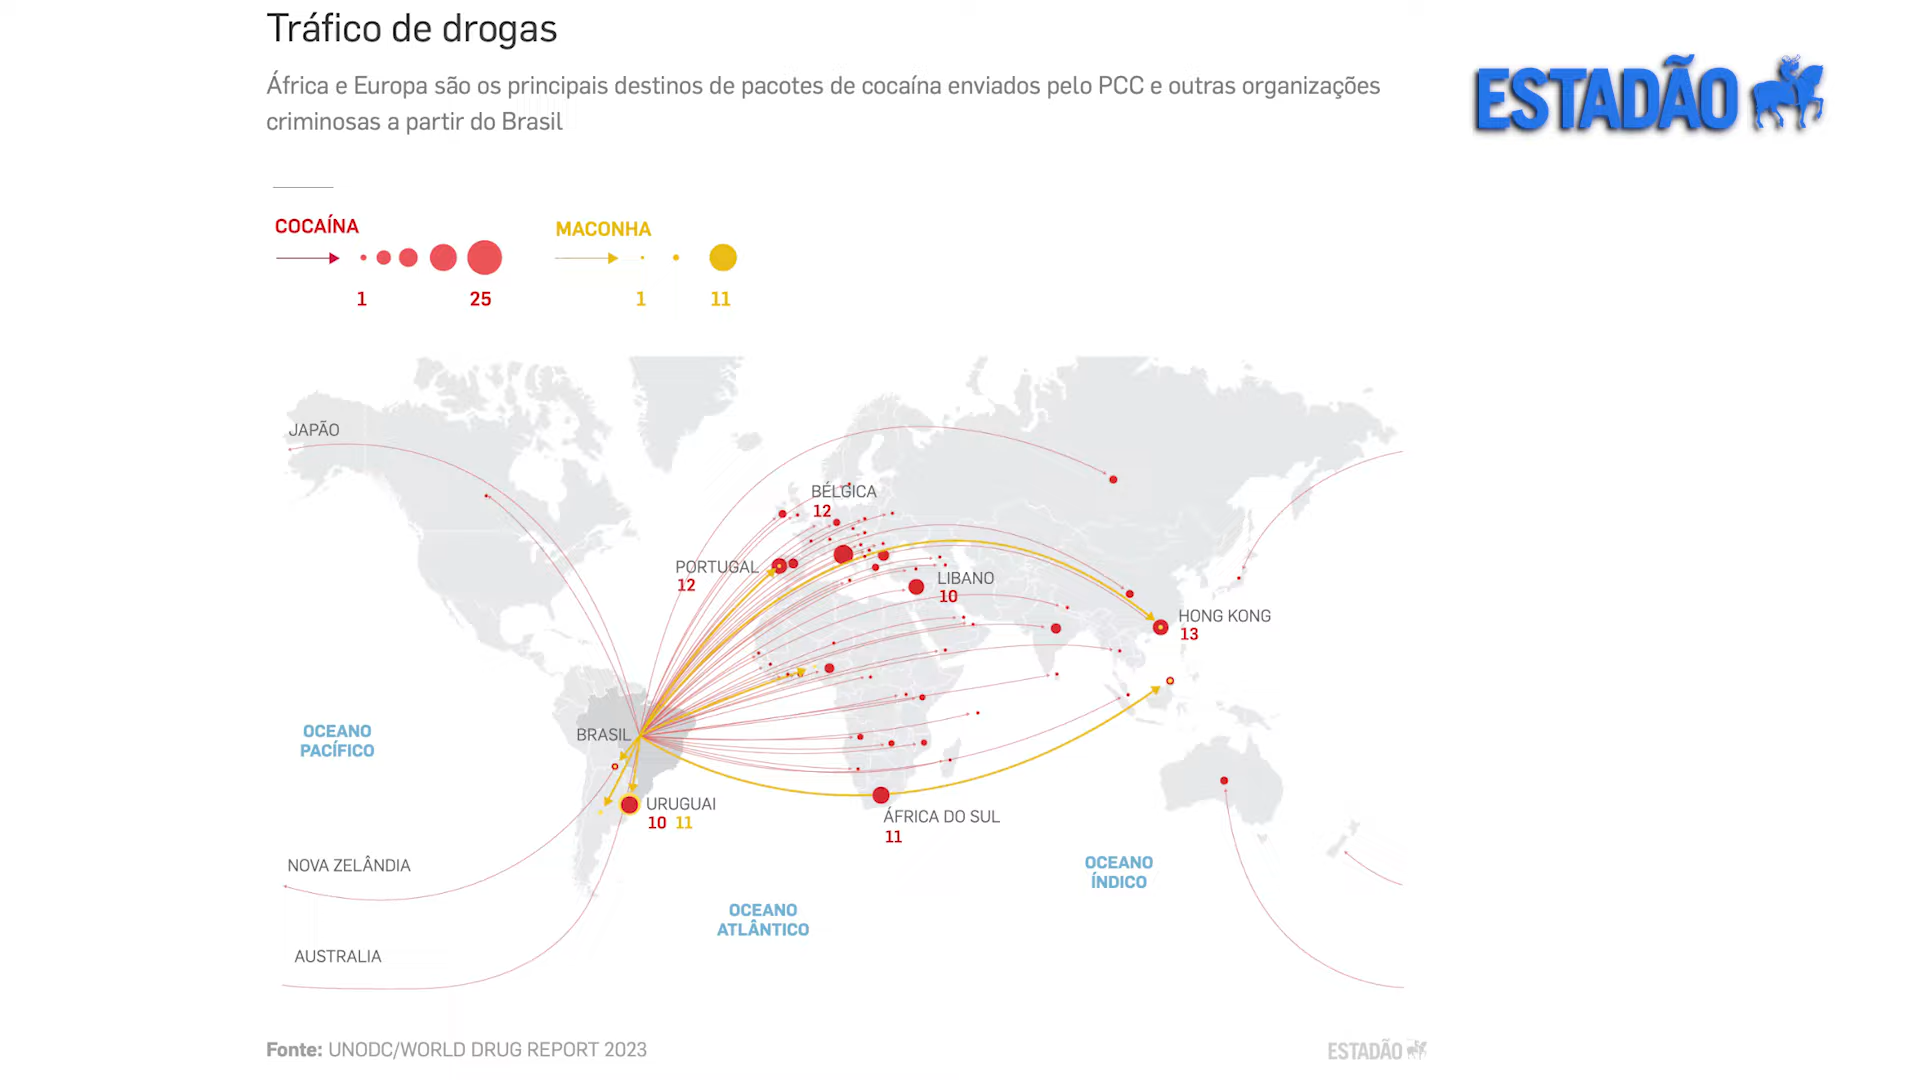 Tráfico de drogas
ESTADÃO
África e Europa são os principais destinos de pacotes de cocaína enviados pelo PCC e outras organizações
criminosas a partir do Brasil
COCAÍNA
1
25
MACONHA
1
11
JAPÃO
BÉLGICA
12
PORTUGAL
12
LIBANO
10
HONG KONG
13
OCEANO
PACÍFICO
BRASIL
URUGUAI
10 11
ÁFRICA DO SUL
11
NOVA ZELÂNDIA
OCEANO
ÍNDICO
OCEANO
ATLÂNTICO
AUSTRALIA
Fonte: UNODC/WORLD DRUG REPORT 2023
ESTADÃO